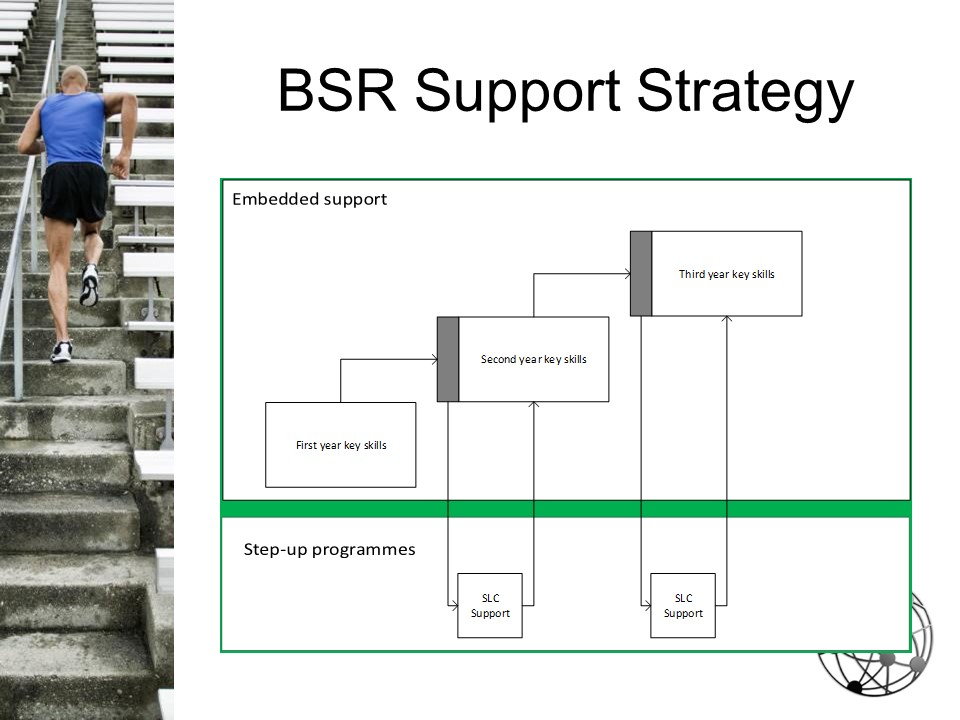 BSR Support Strategy
Embedded support
Third year key skills
Second year key skills
First year key skills
Step-up programmes
SLC
Support
SLC
Support